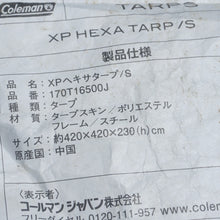 Coleman TARPS
XP HEXA TARP/S
製品仕様
品名：XPヘキサタープ/S
品番：170T16500J
種類：タープ
材質：タープスキン／ポリエステル
フレーム／スチール
サイズ：約420×420×230(h)cm
原産国：中国
〈表示者〉
コールマン ジャパン株式会社
フリーダイヤル 0120-111-957
www.cole